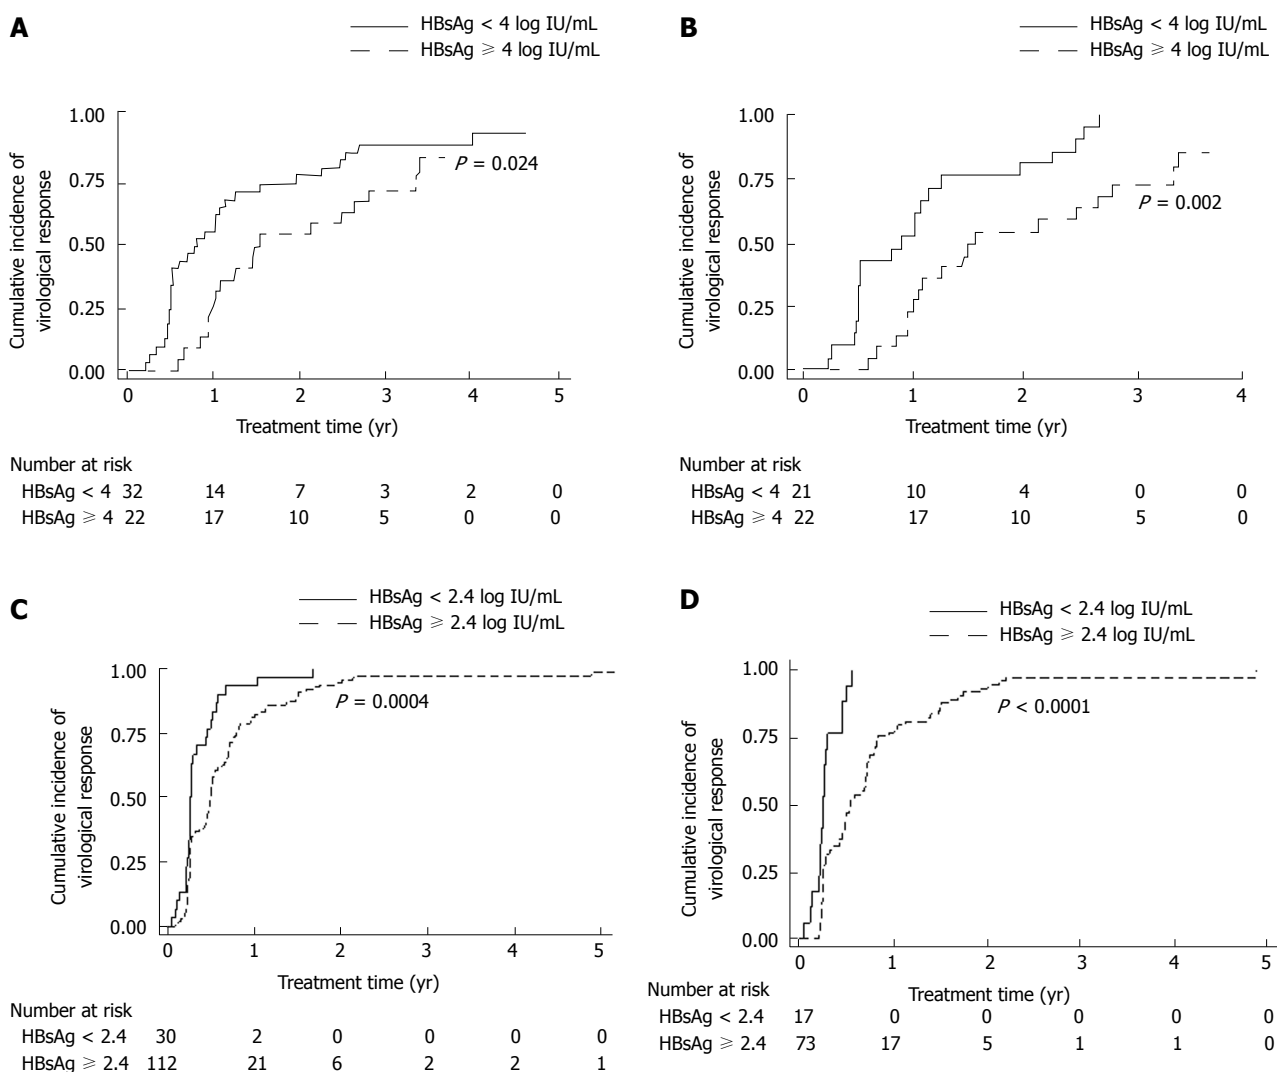 A
HBsAg < 4 log IU/mL
HBsAg ⩾ 4 log IU/mL
Cumulative incidence of
virological response
1.00
0.75
0.50
0.25
0.00
P = 0.024
0 1 2 3 4 5
Treatment time (yr)
Number at risk
HBsAg < 4 32 14 7 3 2 0
HBsAg ⩾ 4 22 17 10 5 0 0
B
HBsAg < 4 log IU/mL
HBsAg ⩾ 4 log IU/mL
Cumulative incidence of
virological response
1.00
0.75
0.50
0.25
0.00
P = 0.002
0 1 2 3 4
Treatment time (yr)
Number at risk
HBsAg < 4 21 10 4 0 0
HBsAg ⩾ 4 22 17 10 5 0
C
HBsAg < 2.4 log IU/mL
HBsAg ⩾ 2.4 log IU/mL
Cumulative incidence of
virological response
1.00
0.75
0.50
0.25
0.00
P = 0.0004
0 1 2 3 4 5
Treatment time (yr)
Number at risk
HBsAg < 2.4 30 2 0 0 0 0
HBsAg ⩾ 2.4 112 21 6 2 2 1
D
HBsAg < 2.4 log IU/mL
HBsAg ⩾ 2.4 log IU/mL
Cumulative incidence of
virological response
1.00
0.75
0.50
0.25
0.00
P < 0.0001
0 1 2 3 4 5
Treatment time (yr)
Number at risk
HBsAg < 2.4 17 0 0 0 0 0
HBsAg ⩾ 2.4 73 17 5 1 1 0